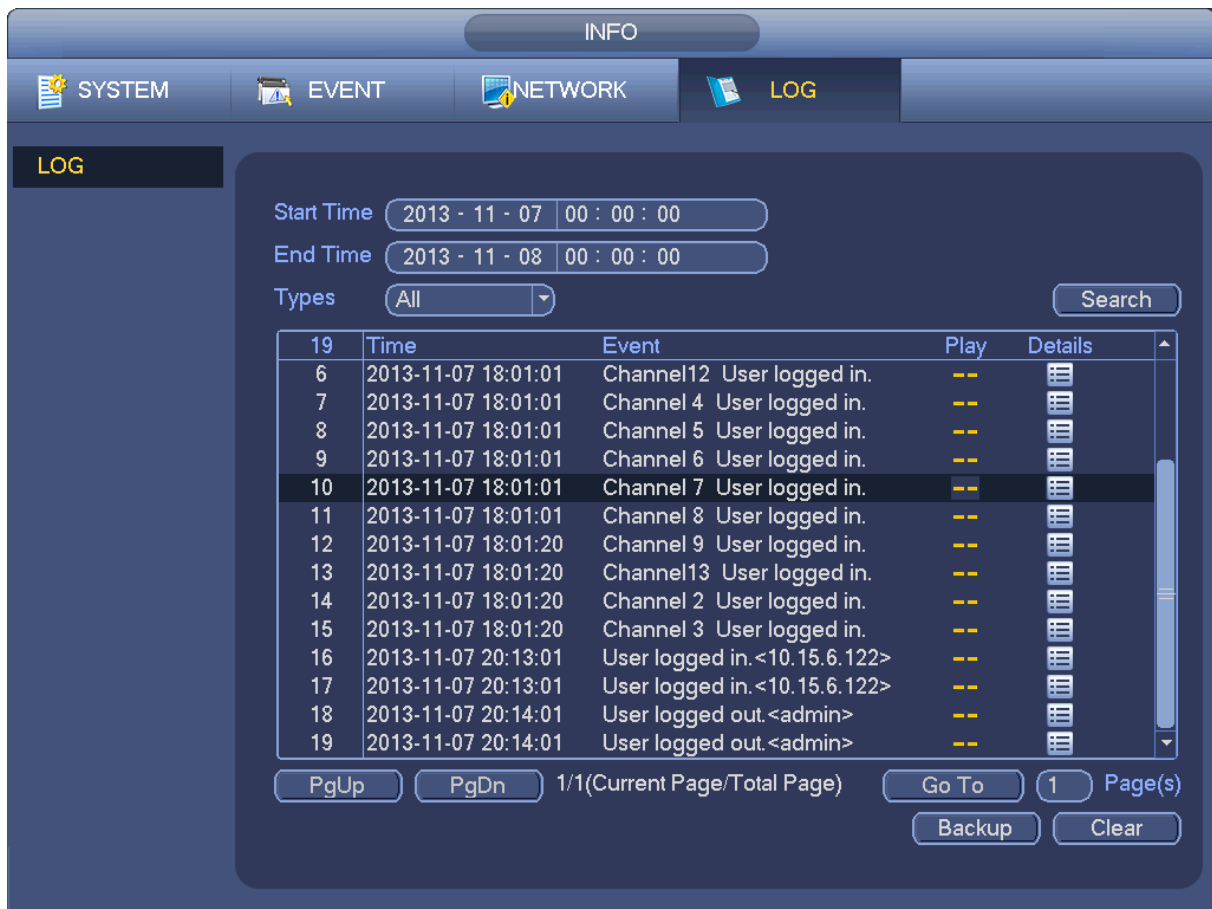 INFO
SYSTEM EVENT NETWORK LOG
LOG
Start Time 2013 - 11 - 07 00 : 00 : 00
End Time 2013 - 11 - 08 00 : 00 : 00
Types All
Search
19 Time Event Play Details
6 2013-11-07 18:01:01 Channel12 User logged in. --
7 2013-11-07 18:01:01 Channel 4 User logged in. --
8 2013-11-07 18:01:01 Channel 5 User logged in. --
9 2013-11-07 18:01:01 Channel 6 User logged in. --
10 2013-11-07 18:01:01 Channel 7 User logged in. --
11 2013-11-07 18:01:01 Channel 8 User logged in. --
12 2013-11-07 18:01:20 Channel 9 User logged in. --
13 2013-11-07 18:01:20 Channel13 User logged in. --
14 2013-11-07 18:01:20 Channel 2 User logged in. --
15 2013-11-07 18:01:20 Channel 3 User logged in. --
16 2013-11-07 20:13:01 User logged in.<10.15.6.122> --
17 2013-11-07 20:13:01 User logged in.<10.15.6.122> --
18 2013-11-07 20:14:01 User logged out.<admin> --
19 2013-11-07 20:14:01 User logged out.<admin> --
PgUp PgDn 1/1(Current Page/Total Page) Go To 1 Page(s)
Backup Clear